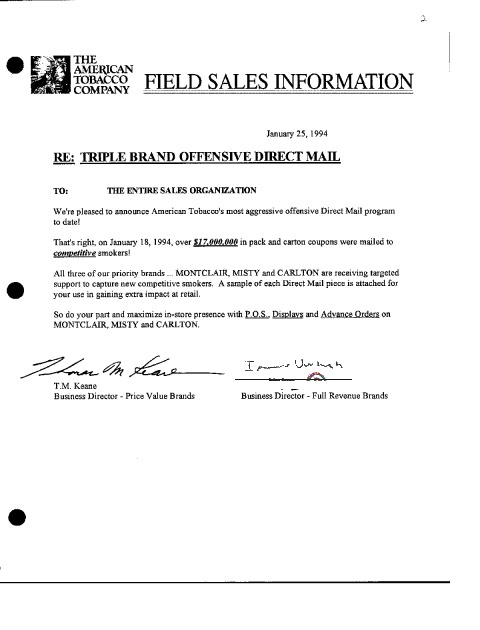 2
THE
AMERICAN
TOBACCO
COMPANY
FIELD SALES INFORMATION
January 25, 1994
RE: TRIPLE BRAND OFFENSIVE DIRECT MAIL
TO: THE ENTIRE SALES ORGANIZATION
We're pleased to announce American Tobacco's most aggressive offensive Direct Mail program
to date!
That's right, on January 18, 1994, over $17,000,000 in pack and carton coupons were mailed to
competitive smokers!
All three of our priority brands ... MONTCLAIR, MISTY and CARLTON are receiving targeted
support to capture new competitive smokers. A sample of each Direct Mail piece is attached for
your use in gaining extra impact at retail.
So do your part and maximize in-store presence with P.O.S., Displays and Advance Orders on
MONTCLAIR, MISTY and CARLTON.
Thomas M Keane
T.M. Keane
Business Director - Price Value Brands
Business Director - Full Revenue Brands